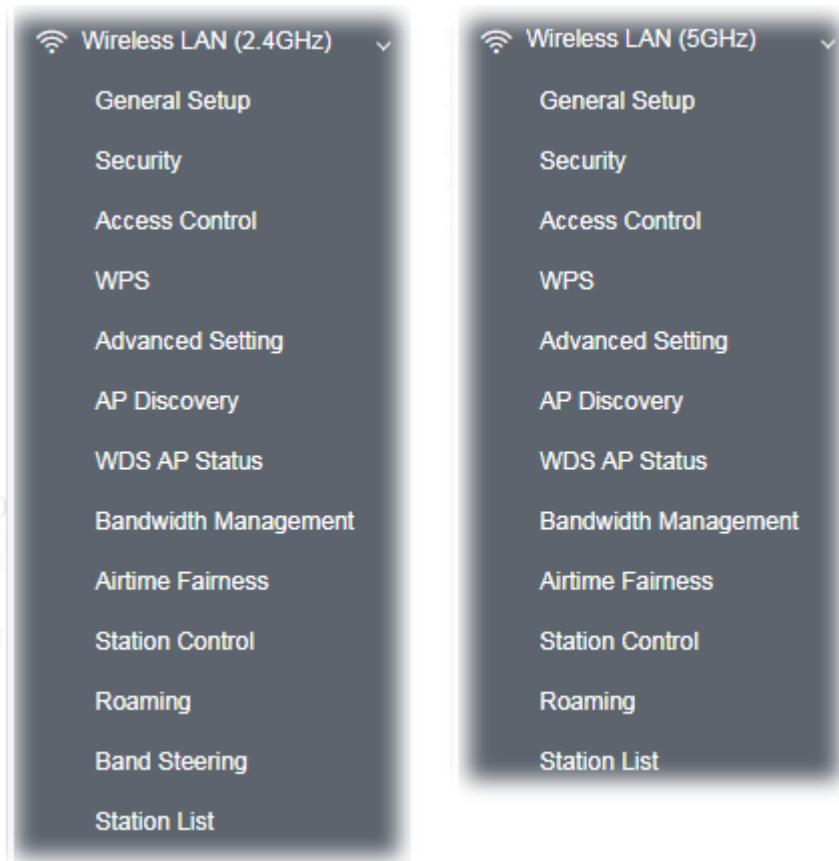 Wireless LAN (2.4GHz)
General Setup
Security
Access Control
WPS
Advanced Setting
AP Discovery
WDS AP Status
Bandwidth Management
Airtime Fairness
Station Control
Roaming
Band Steering
Station List
Wireless LAN (5GHz)
General Setup
Security
Access Control
WPS
Advanced Setting
AP Discovery
WDS AP Status
Bandwidth Management
Airtime Fairness
Station Control
Roaming
Station List